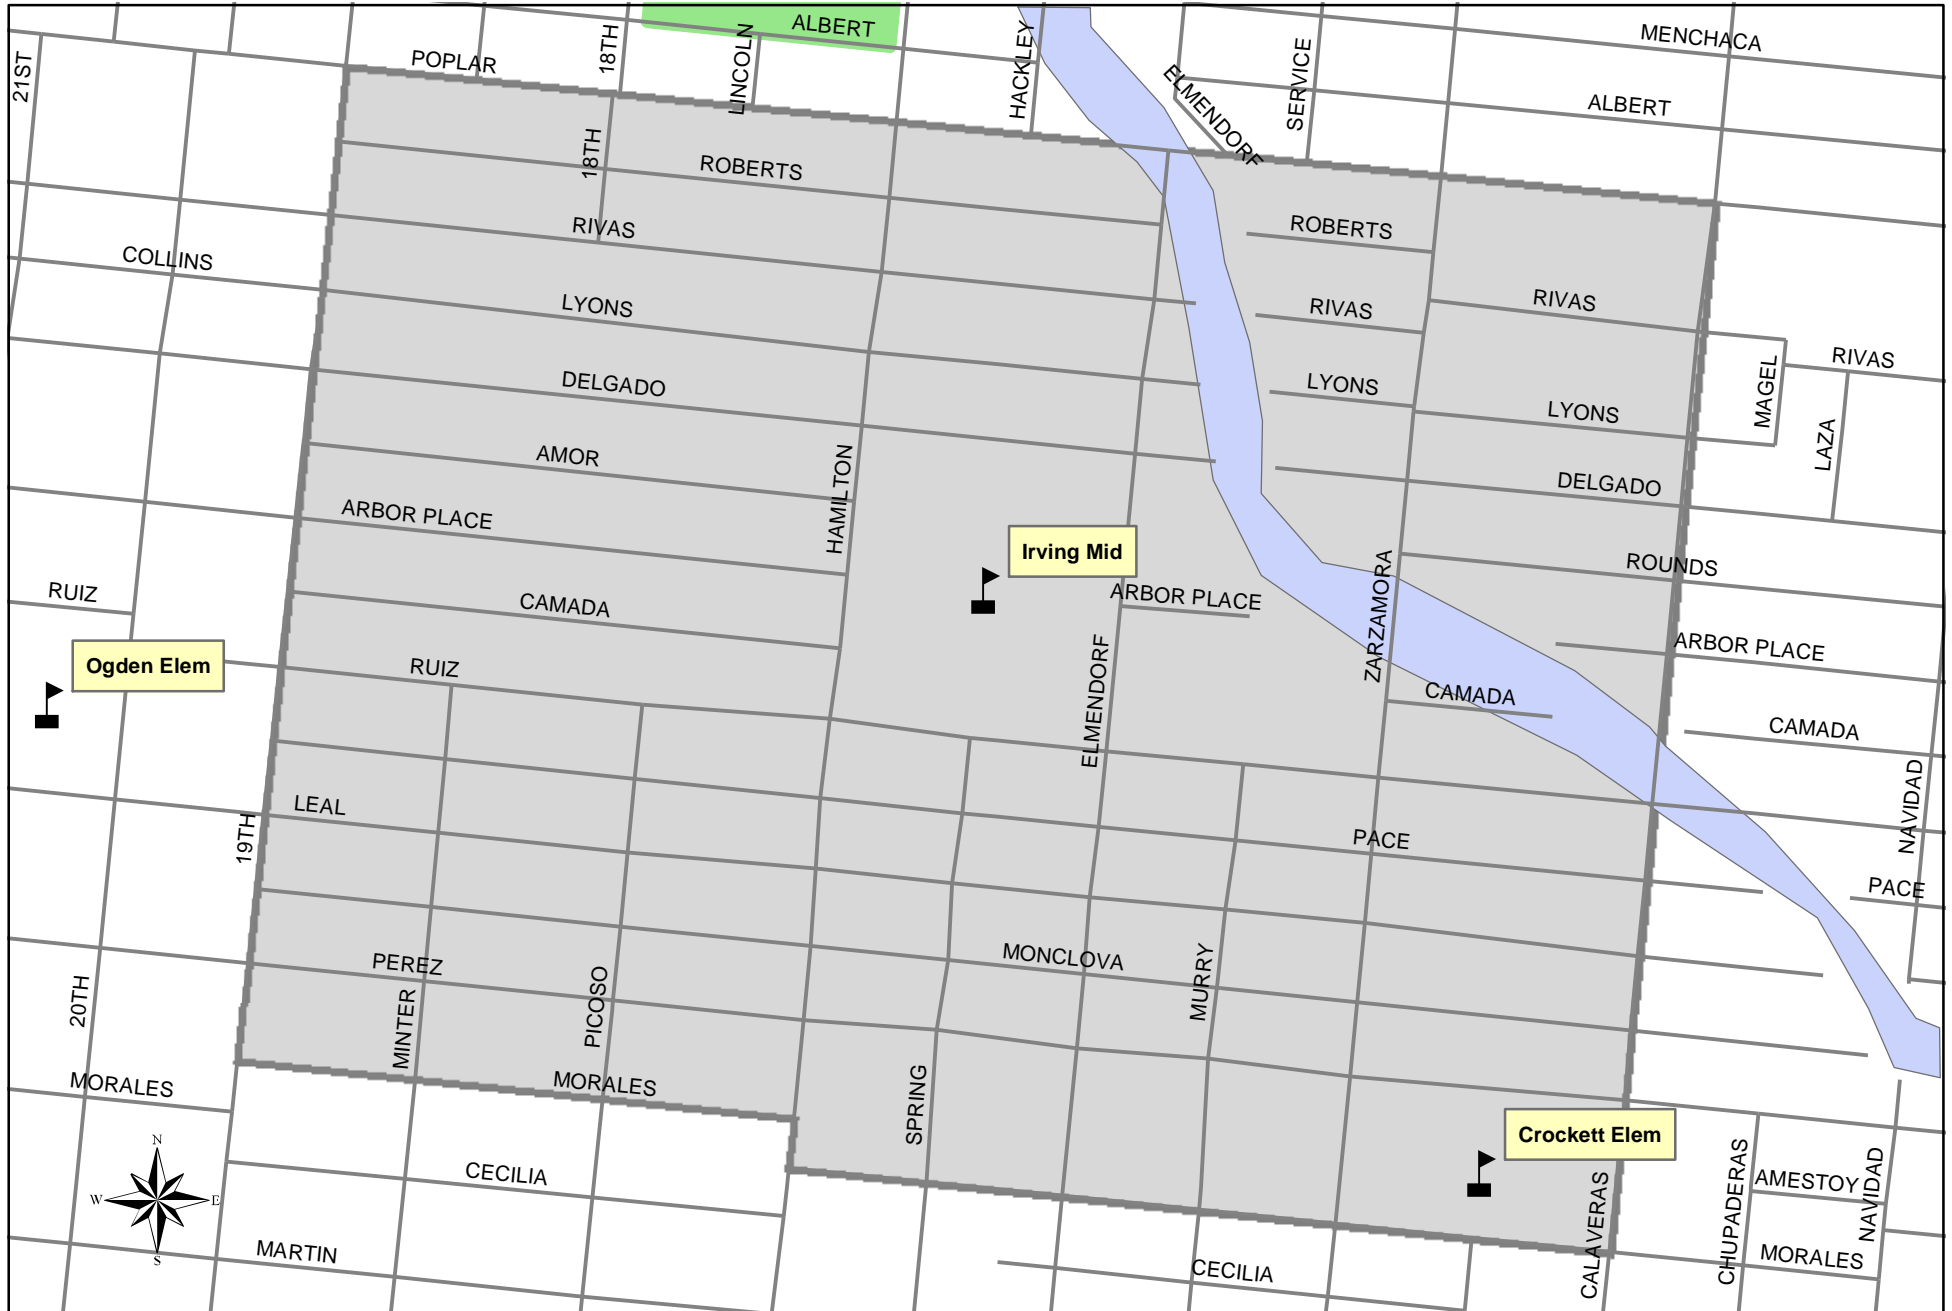 ALBERT
MENCHACA
21ST
POPLAR
18TH
LINCOLN
HACKLEY
ELMENDORF
SERVICE
ALBERT
18TH
ROBERTS
RIVAS
ROBERTS
COLLINS
LYONS
RIVAS
RIVAS
RIVAS
DELGADO
LYONS
LYONS
MAGEL
LAZA
AMOR
HAMILTON
DELGADO
ARBOR PLACE
Irving Mid
ROUNDS
RUIZ
CAMADA
ARBOR PLACE
ZARZAMORA
ARBOR PLACE
Ogden Elem
RUIZ
ELMENDORF
CAMADA
CAMADA
NAVIDAD
LEAL
19TH
PACE
PACE
PEREZ
MONCLOVA
MURRY
20TH
MINTER
PICOSO
MORALES
MORALES
SPRING
Crockett Elem
N
W
E
S
CECILIA
CALAVERAS
CHUPADERAS
AMESTOY
NAVIDAD
MARTIN
CECILIA
MORALES